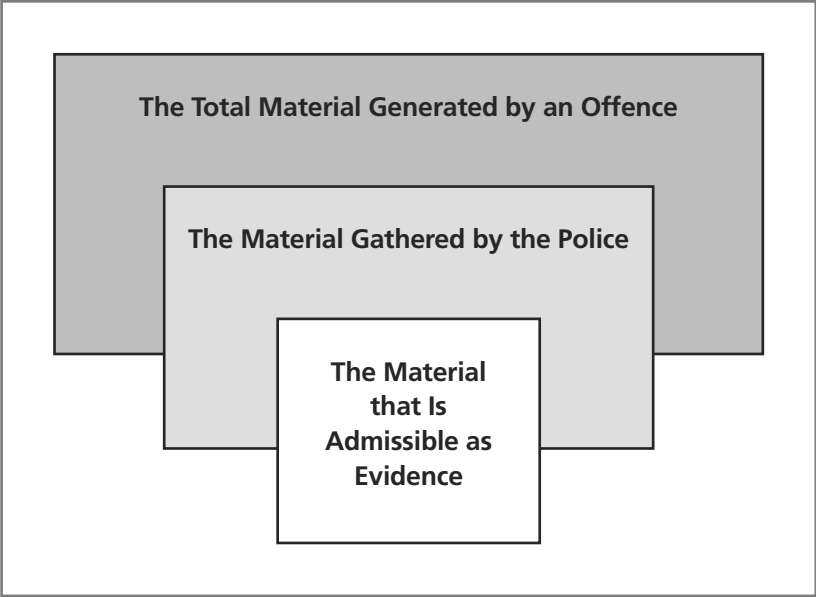 The Total Material Generated by an Offence
The Material Gathered by the Police
The Material
that Is
Admissible as
Evidence